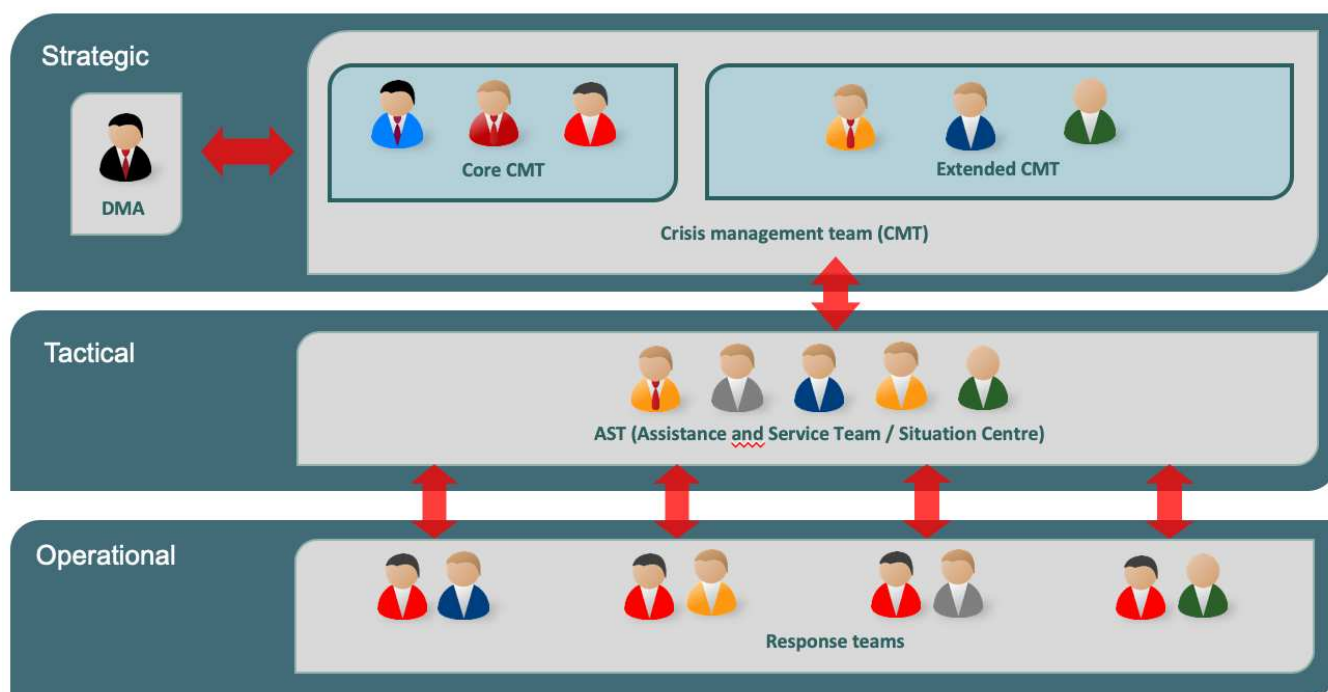 Strategic
DMA
Core CMT
Extended CMT
Crisis management team (CMT)
Tactical
AST (Assistance and Service Team / Situation Centre)
Operational
Response teams